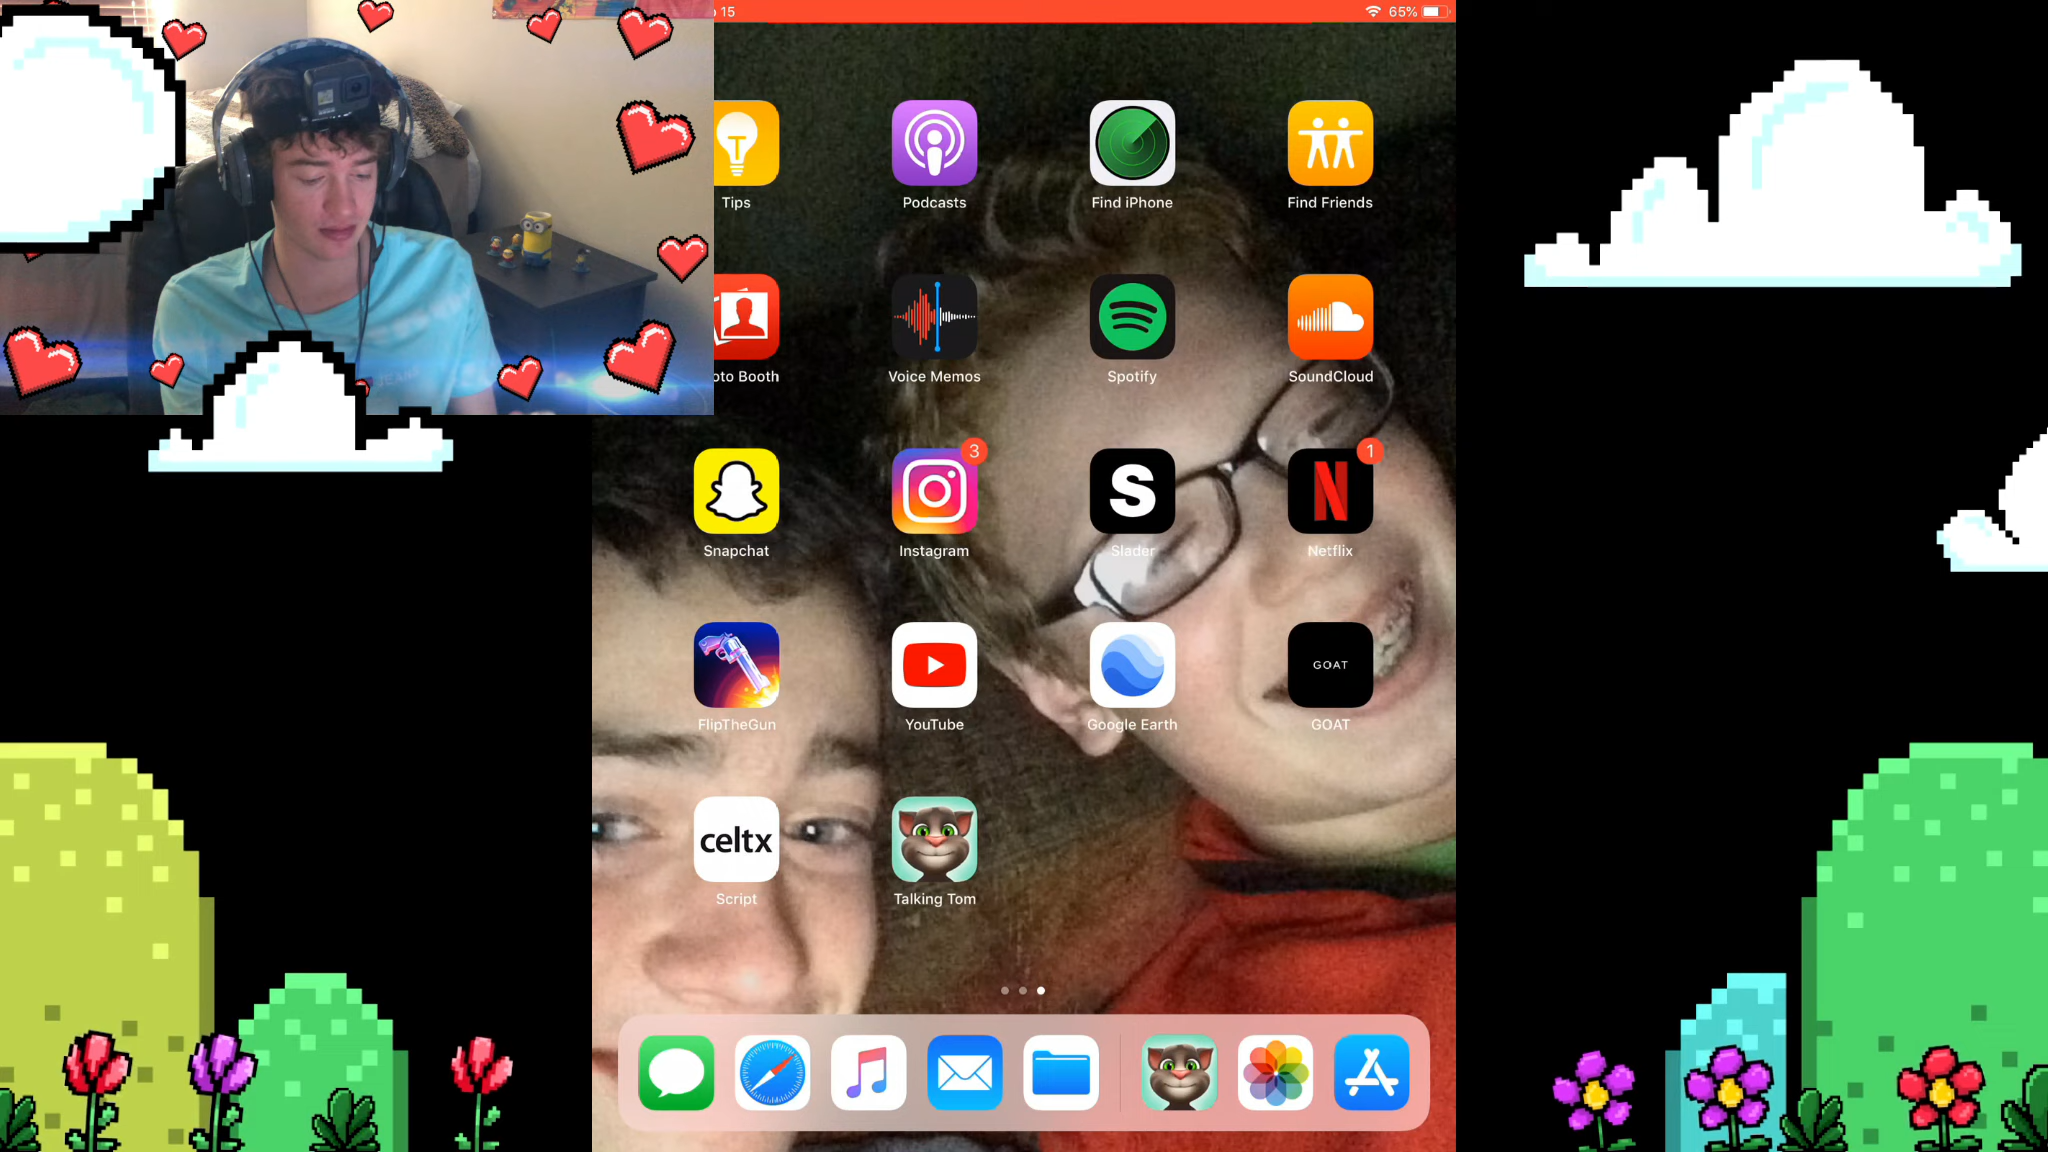 15
65%
Tips
Podcasts
Find iPhone
Find Friends
oto Booth
Voice Memos
Spotify
SoundCloud
3
S
1
N
Snapchat
Instagram
Slader
Netflix
GOAT
FlipTheGun
YouTube
Google Earth
GOAT
celtx
Script
Talking Tom